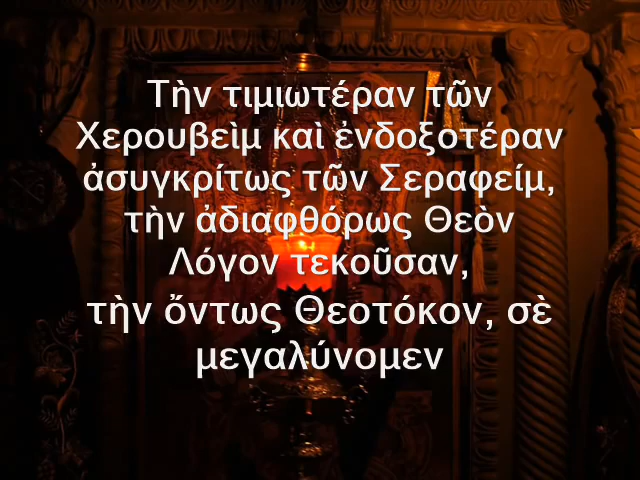 Τὴν τιμιωτέραν τῶν
Χερουβεὶμ καὶ ἐνδοξοτέραν
ἀσυγκρίτως τῶν Σεραφείμ,
τὴν ἀδιαφθόρως Θεὸν
Λόγον τεκοῦσαν,
τὴν ὄντως Θεοτόκον, σὲ
μεγαλύνομεν